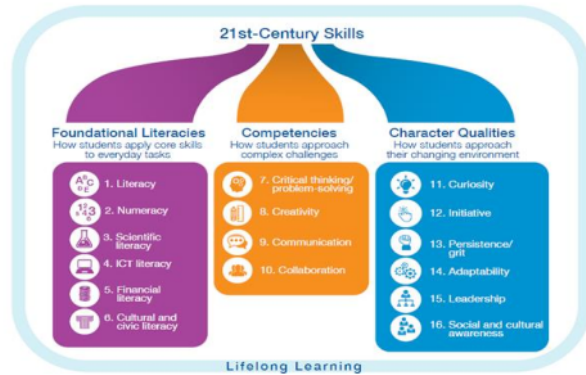 21st-Century Skills
Foundational Literacies
How students apply core skills
to everyday tasks
1. Literacy
2. Numeracy
3. Scientific
literacy
4. ICT literacy
5. Financial
literacy
6. Cultural and
civic literacy
Competencies
How students approach
complex challenges
7. Critical thinking/
problem-solving
8. Creativity
9. Communication
10. Collaboration
Character Qualities
How students approach
their changing environment
11. Curiosity
12. Initiative
13. Persistence/
grit
14. Adaptability
15. Leadership
16. Social and cultural
awareness
Lifelong Learning